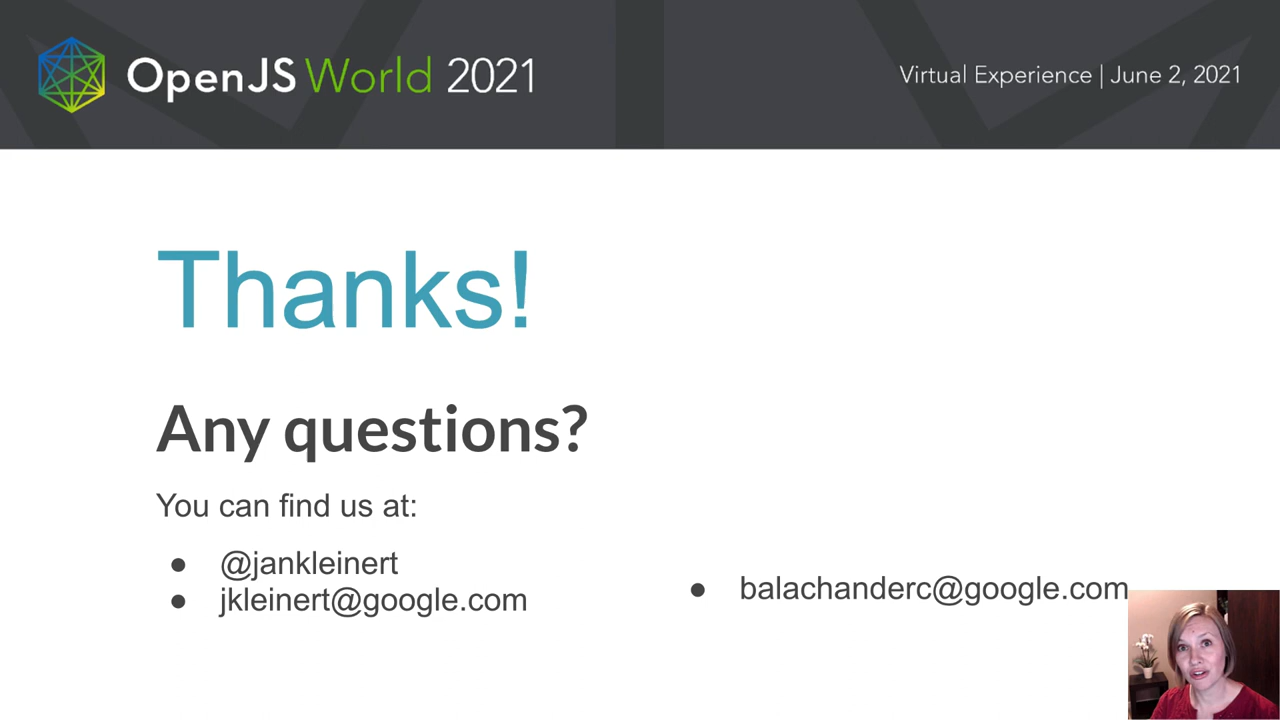 OpenJS World 2021
Virtual Experience | June 2, 2021
Thanks!
Any questions?
You can find us at:
● @jankleinert
● jkleinert@google.com
● balachanderc@google.com